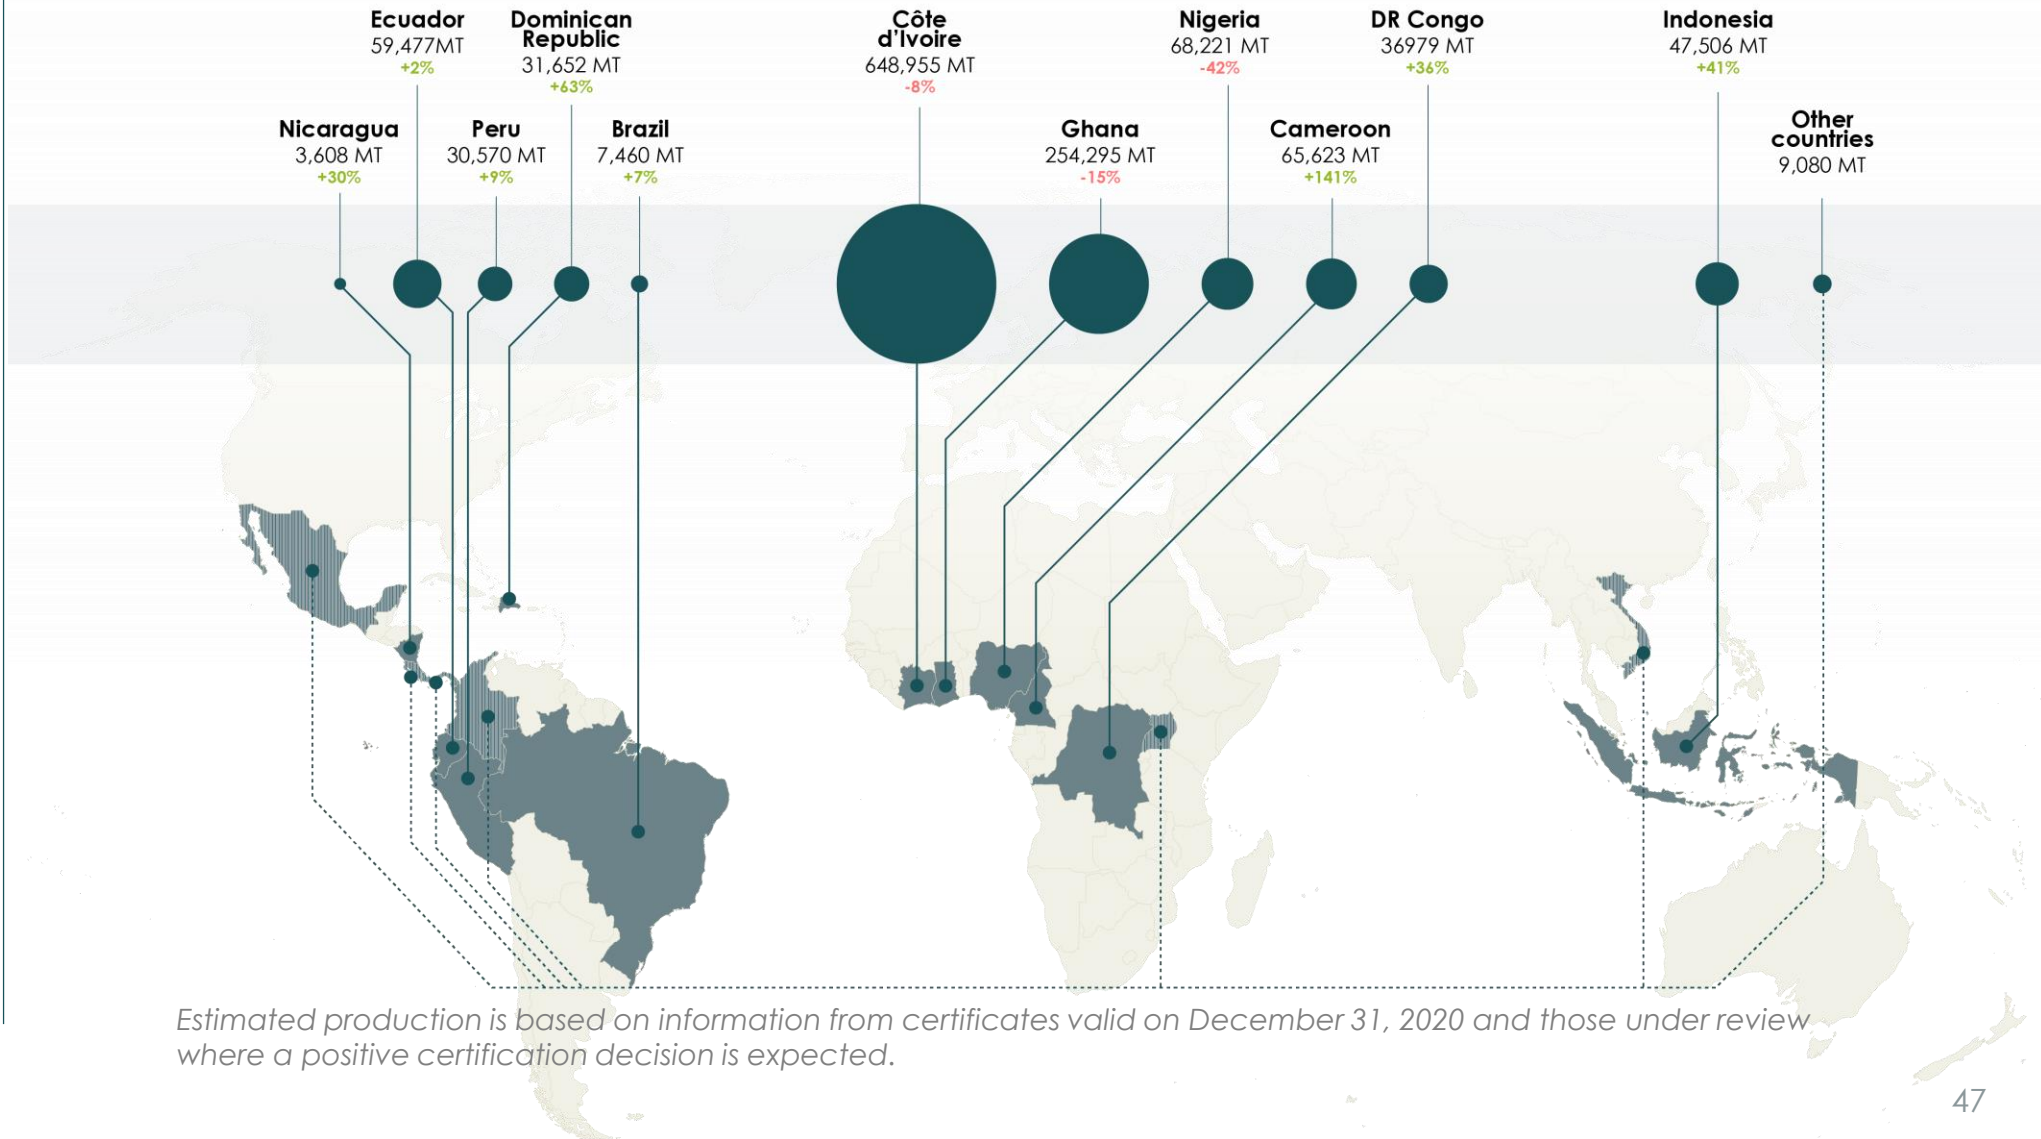 Ecuador
59,477MT
+2%
Dominican
Republic
31,652 MT
+63%
Côte
d'Ivoire
648,955 MT
-8%
Nigeria
68,221 MT
-42%
DR Congo
36979 MT
+36%
Indonesia
47,506 MT
+41%
Nicaragua
3,608 MT
+30%
Peru
30,570 MT
+9%
Brazil
7,460 MT
+7%
Ghana
254,295 MT
-15%
Cameroon
65,623 MT
+141%
Other
countries
9,080 MT
Estimated production is based on information from certificates valid on December 31, 2020 and those under review
where a positive certification decision is expected.
47